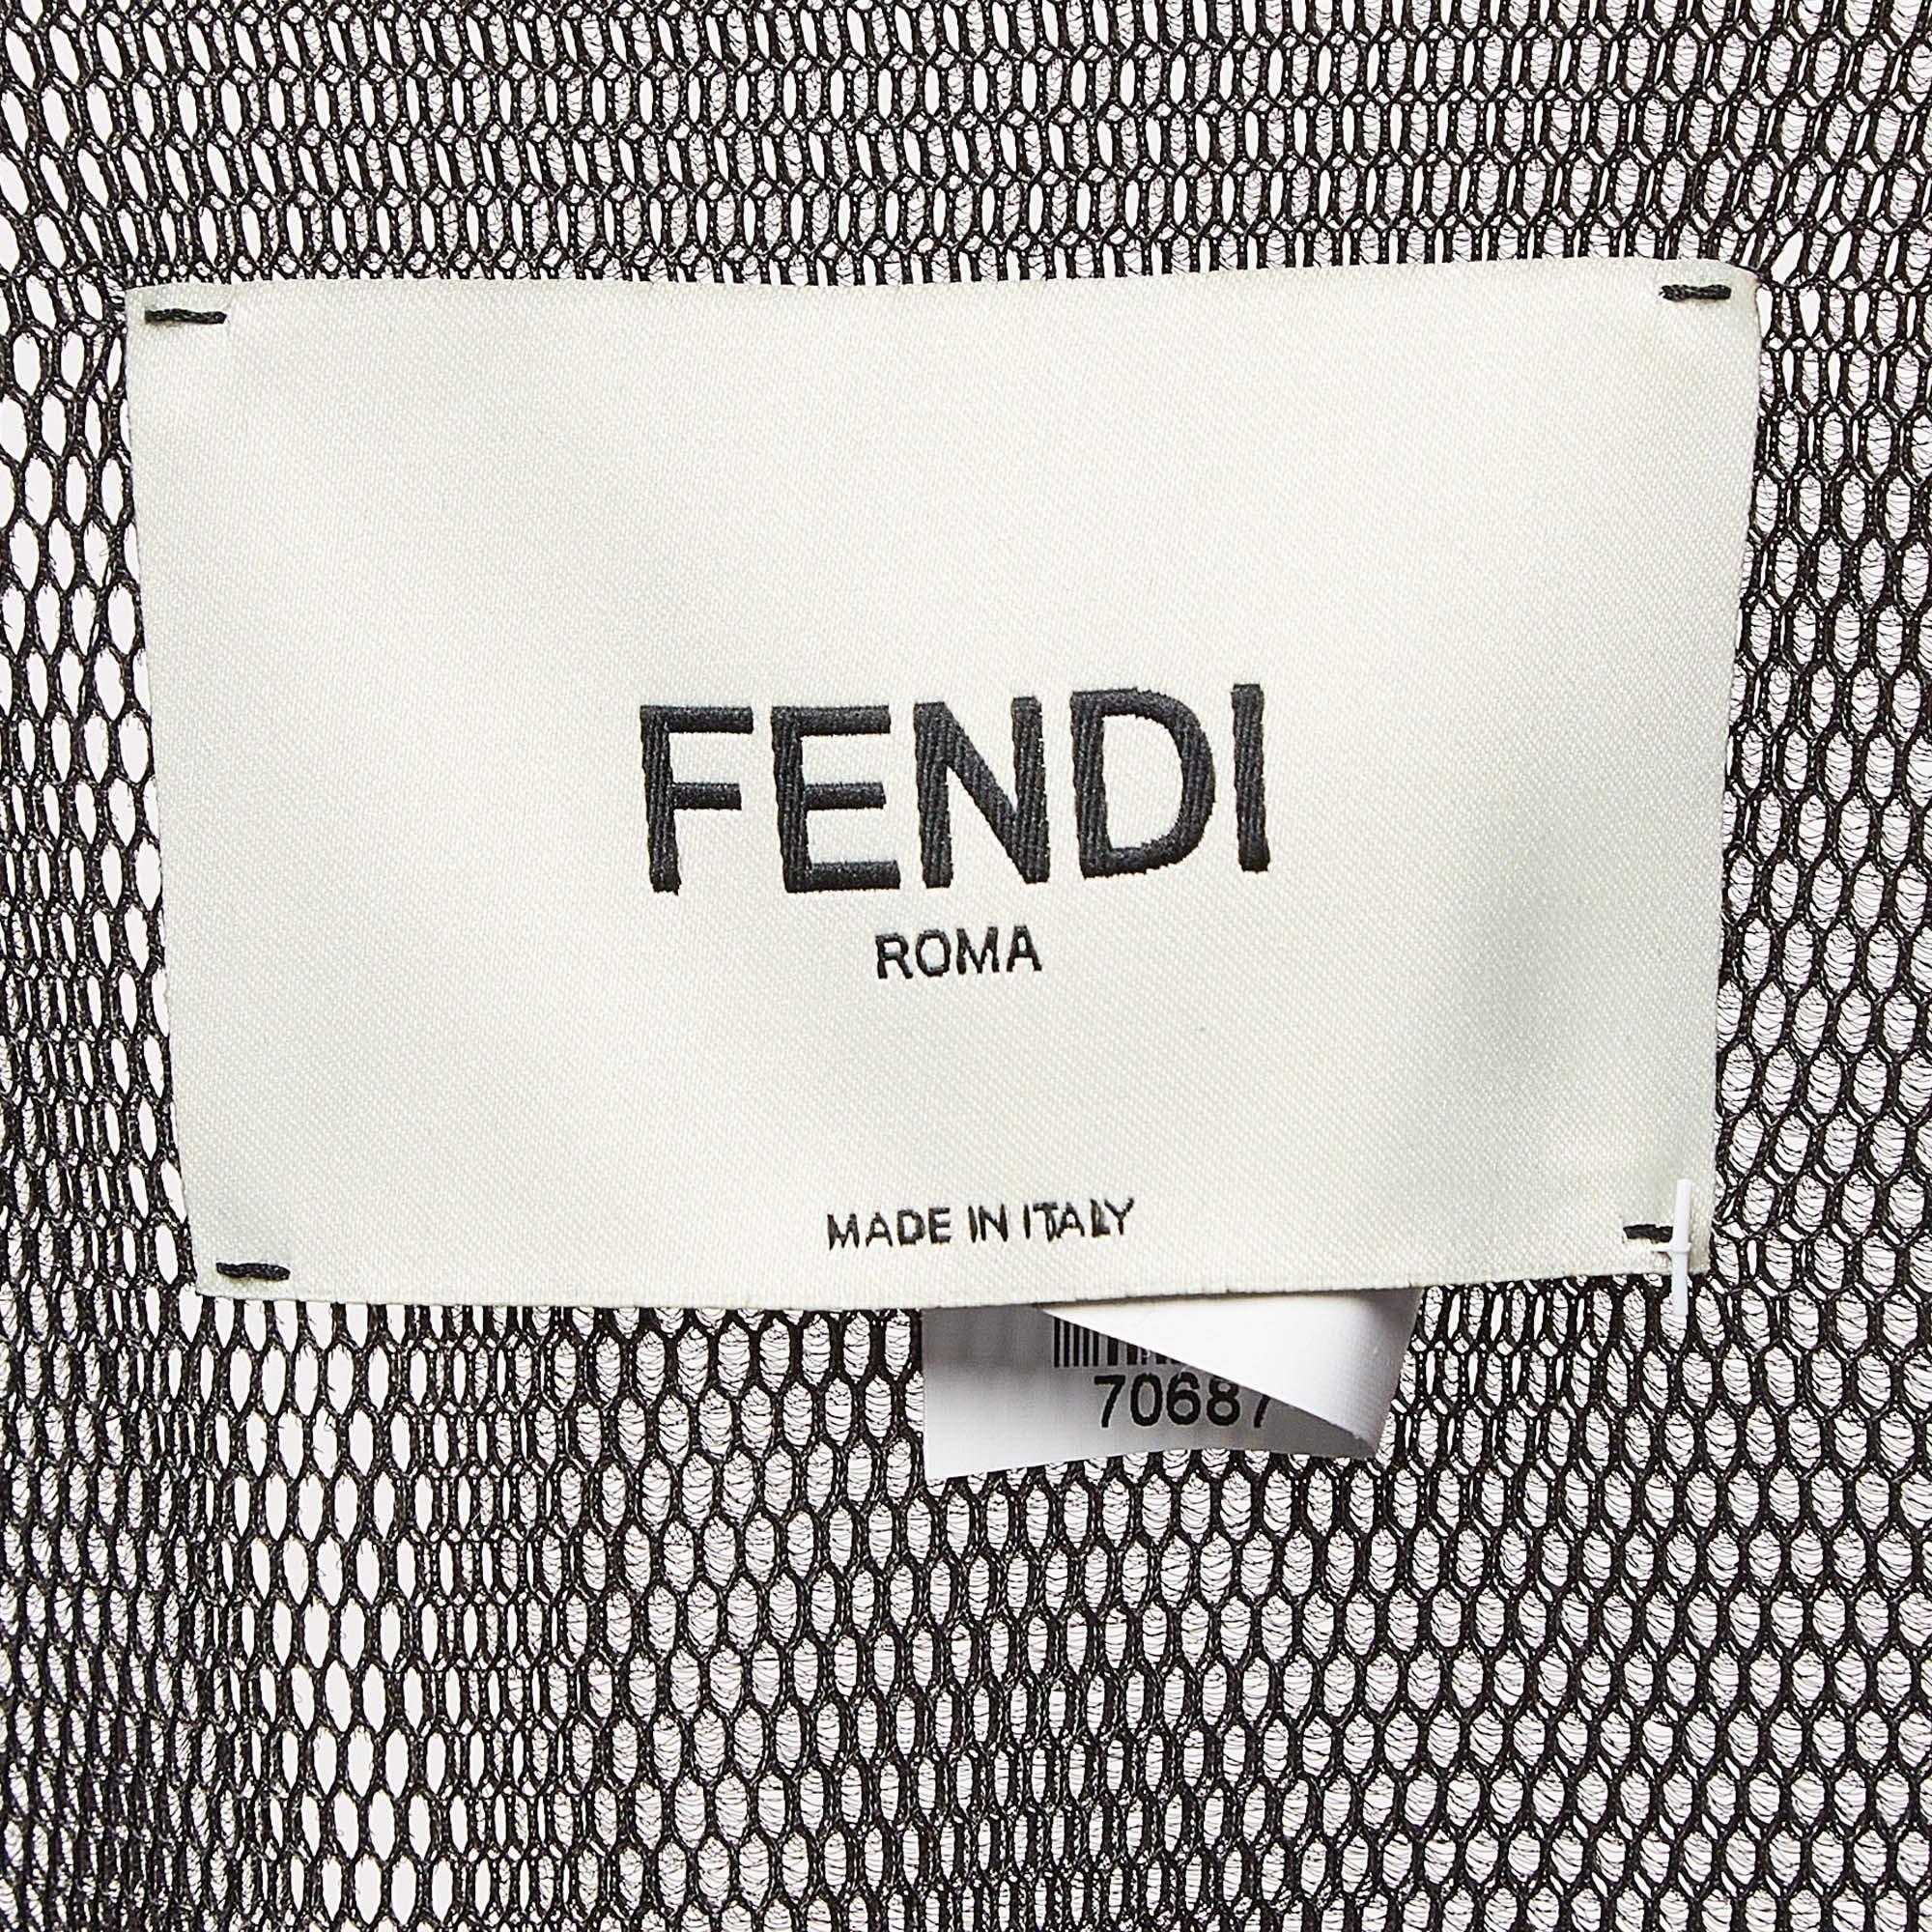 FENDI
ROMA
MADE IN ITALY
70687